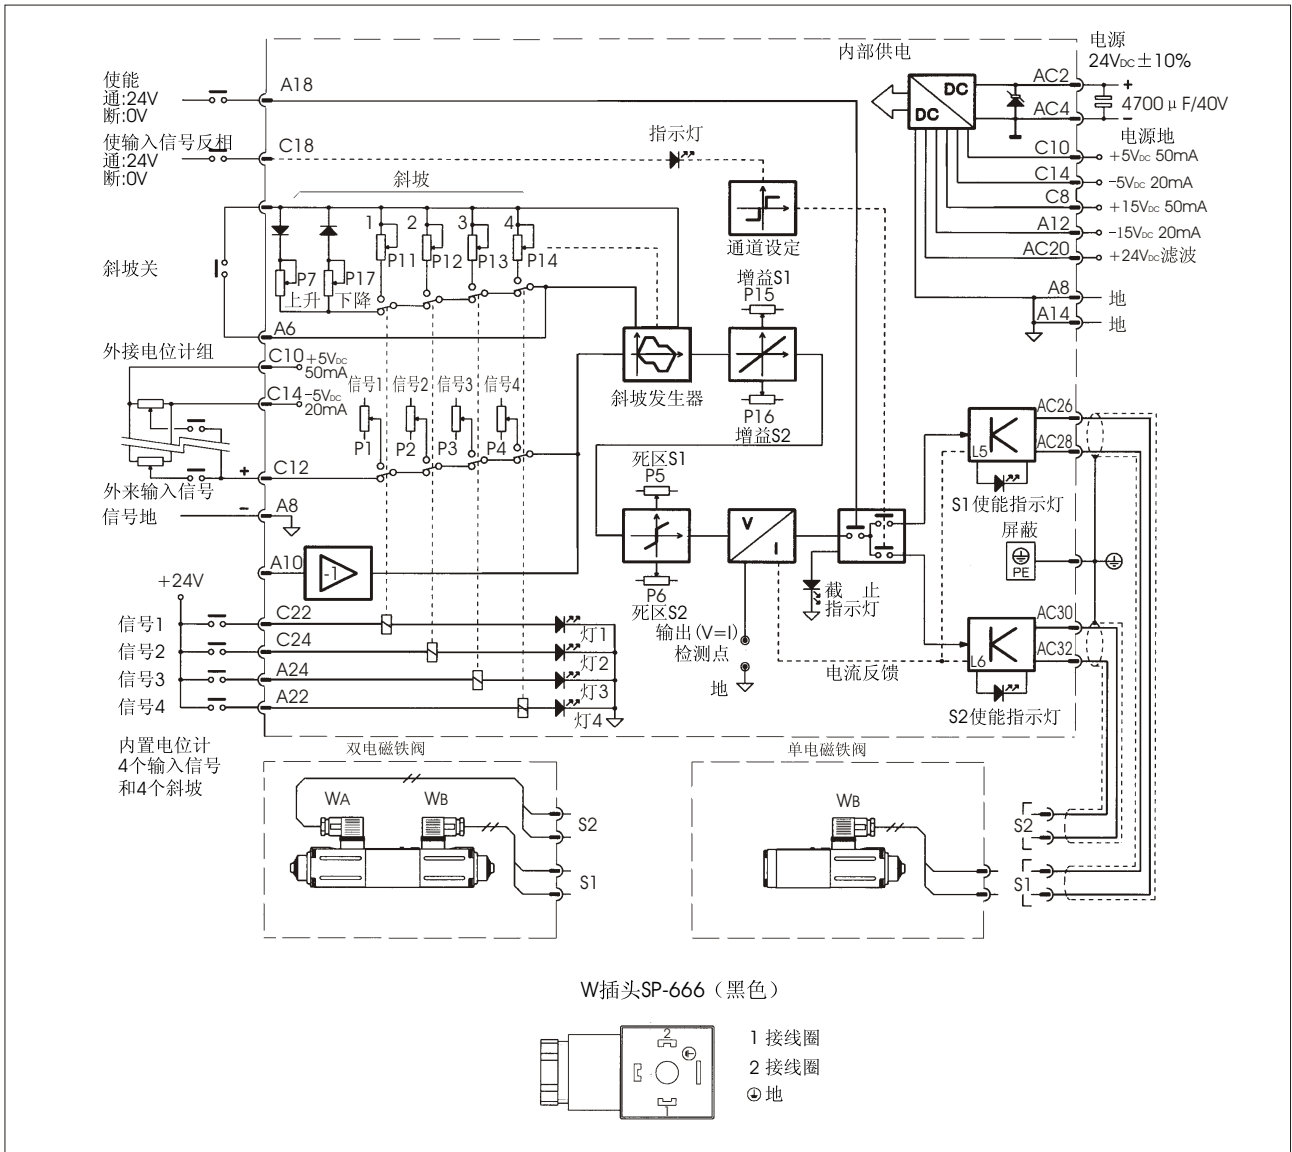 电源
24VDC±10%
内部供电
使能
通:24V
断:0V
A18
DC
DC
AC2
+
AC4
4700μF/40V
−
电源地
使输入信号反相
通:24V
断:0V
C18
指示灯
C10
+5VDC 50mA
C14
-5VDC 20mA
C8
+15VDC 50mA
A12
-15VDC 20mA
AC20
+24VDC滤波
A8
地
A14
地
斜坡
1
2
3
4
P7
P17
P11
P12
P13
P14
上升
下降
斜坡关
A6
通道设定
增益S1
P15
P16
增益S2
斜坡发生器
外接电位计组
C10
+5VDC
50mA
C14
-5VDC
20mA
信号1
信号2
信号3
信号4
P1
P2
P3
P4
+
C12
外来输入信号
信号地
−
A8
A10
-1
死区S1
P5
P6
死区S2
V
I
截 止
指示灯
输出(V=I)
检测点
地
电流反馈
L5
AC26
AC28
S1使能指示灯
屏蔽
PE
L6
AC30
AC32
S2使能指示灯
+24V
信号1
C22
灯1
信号2
C24
灯2
信号3
A24
灯3
信号4
A22
灯4
内置电位计
4个输入信号
和4个斜坡
双电磁铁阀
WA
WB
S2
S1
单电磁铁阀
WB
S2
S1
W插头SP-666（黑色）
2
1
1 接线圈
2 接线圈
地